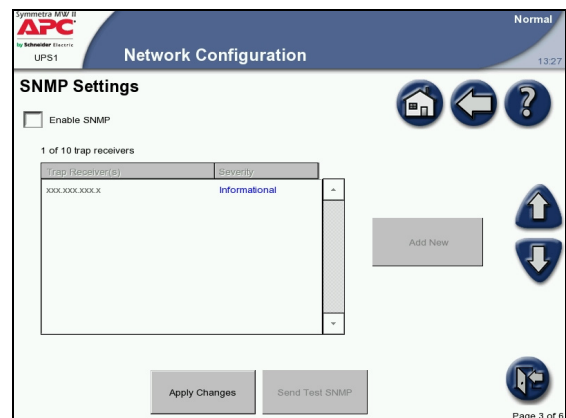 Symmetra MW II
APC
by Schneider Electric
UPS1
Network Configuration
Normal
13:27
SNMP Settings
Enable SNMP
1 of 10 trap receivers
Trap Receiver(s) Severity
xxx.xxx.xxx.x Informational
Add New
Apply Changes
Send Test SNMP
Page 3 of 6